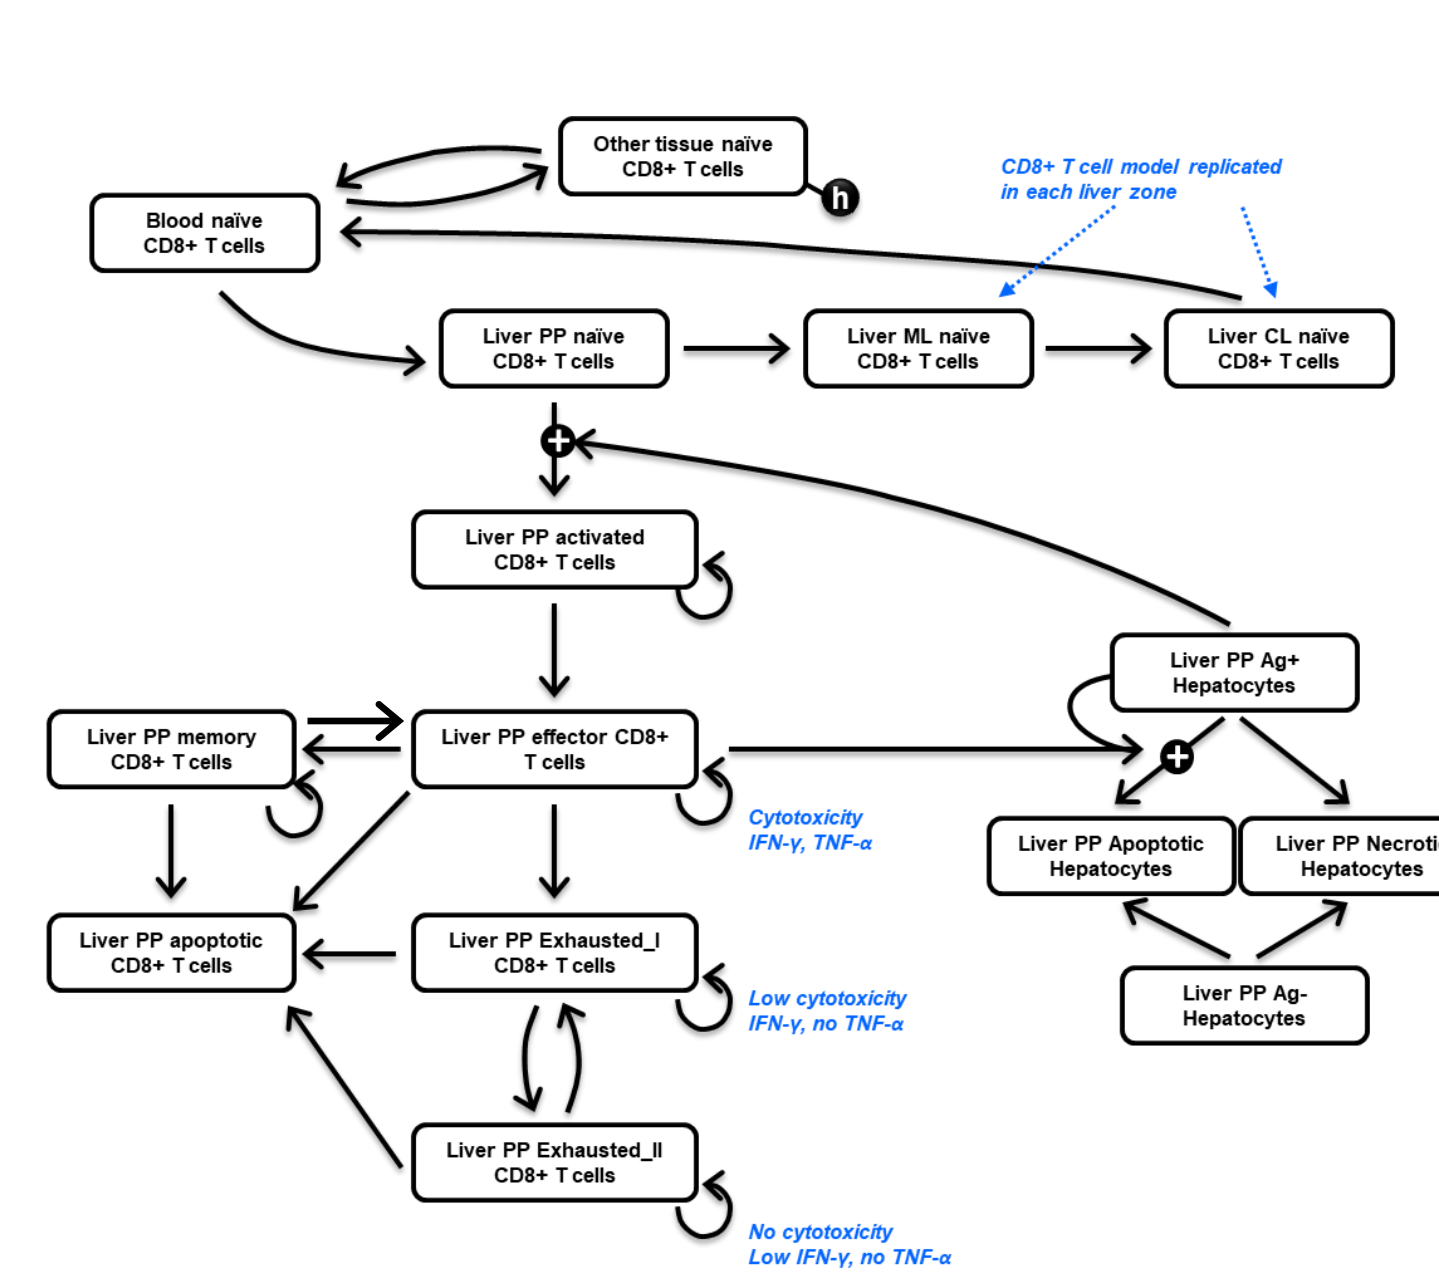 Other tissue naïve
CD8+ T cells
h
CD8+ T cell model replicated
in each liver zone
Blood naïve
CD8+ T cells
Liver PP naïve
CD8+ T cells
Liver ML naïve
CD8+ T cells
Liver CL naïve
CD8+ T cells
+
Liver PP activated
CD8+ T cells
Liver PP Ag+
Hepatocytes
Liver PP memory
CD8+ T cells
Liver PP effector CD8+
T cells
+
Cytotoxicity
IFN-γ, TNF-α
Liver PP Apoptotic
Hepatocytes
Liver PP Necroti
Hepatocytes
Liver PP apoptotic
CD8+ T cells
Liver PP Exhausted_I
CD8+ T cells
Low cytotoxicity
IFN-γ, no TNF-α
Liver PP Ag-
Hepatocytes
Liver PP Exhausted_II
CD8+ T cells
No cytotoxicity
Low IFN-γ, no TNF-α